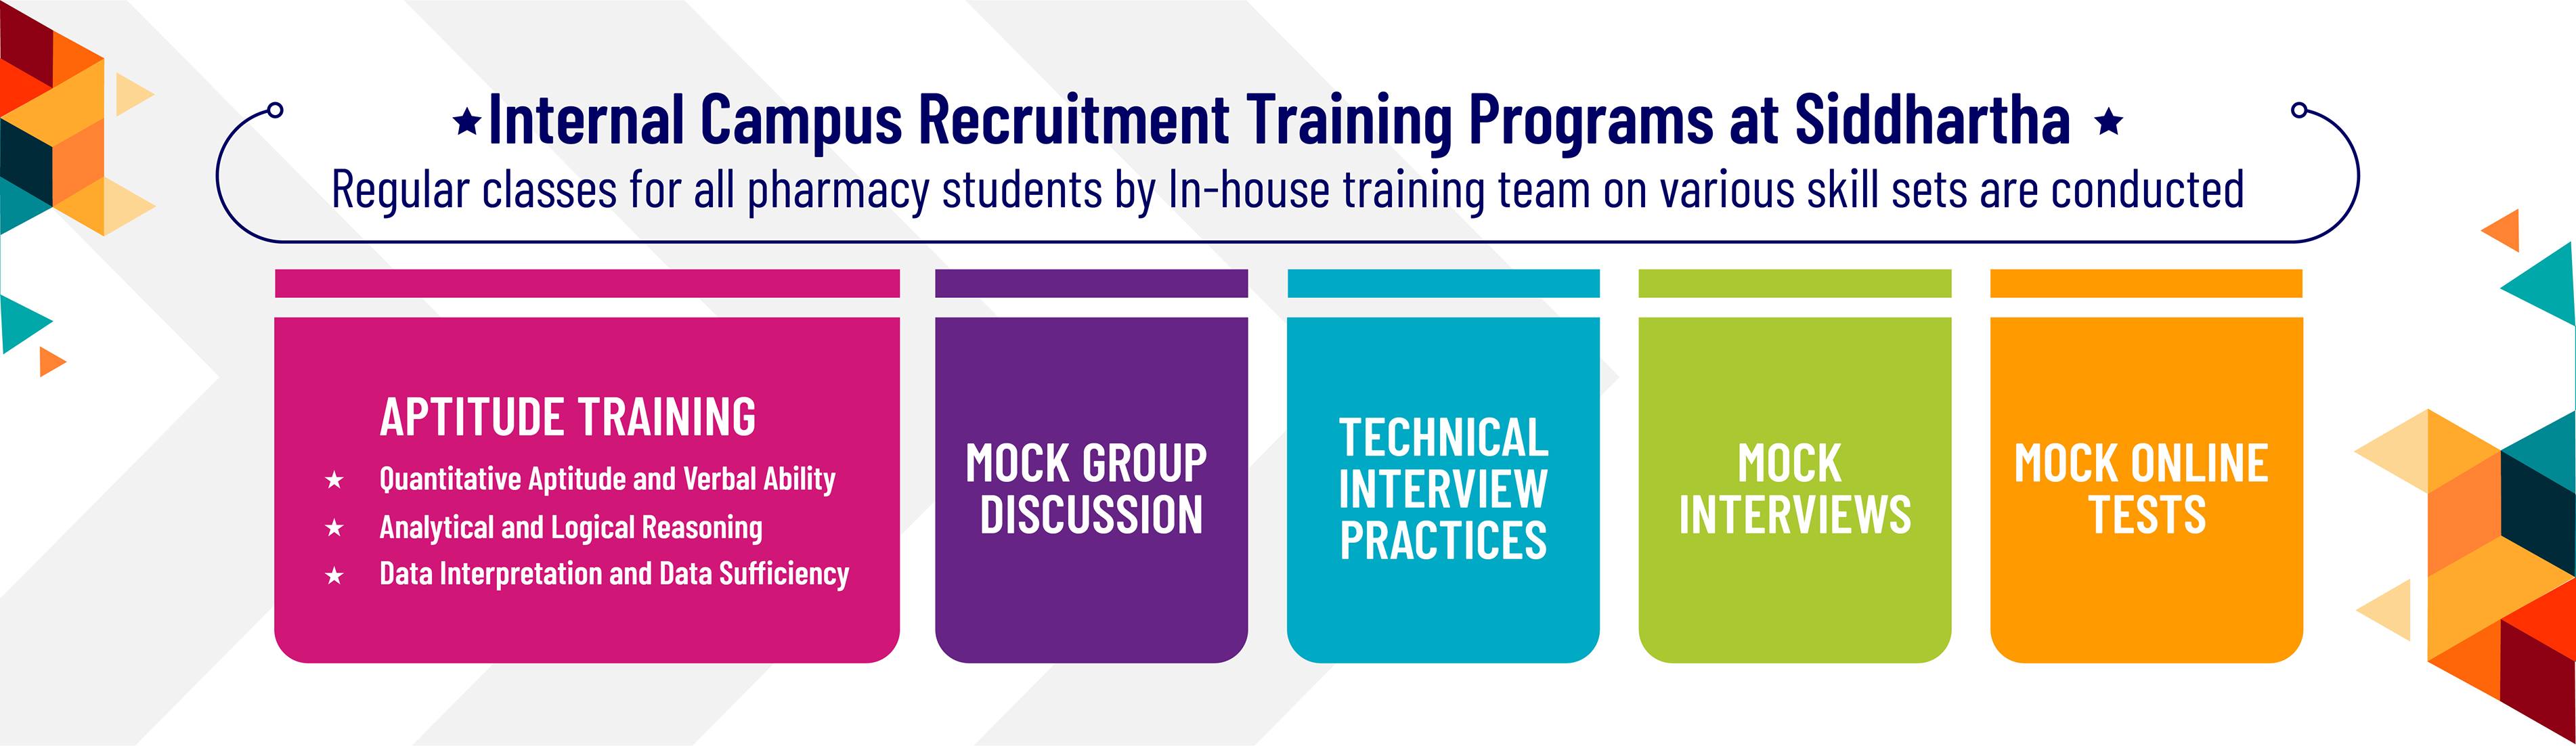 Internal Campus Recruitment Training Programs at Siddhartha
Regular classes for all pharmacy students by In-house training team on various skill sets are conducted
APTITUDE TRAINING
Quantitative Aptitude and Verbal Ability
Analytical and Logical Reasoning
Data Interpretation and Data Sufficiency
MOCK GROUP
DISCUSSION
TECHNICAL
INTERVIEW
PRACTICES
MOCK
INTERVIEWS
MOCK ONLINE
TESTS